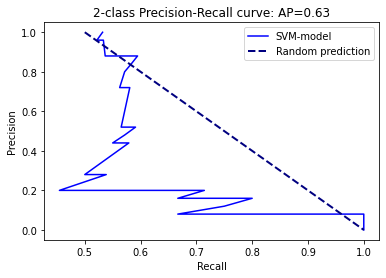 2-class Precision-Recall curve: AP=0.63
SVM-model
Random prediction
1.0
0.8
0.6
0.4
0.2
0.0
Precision
0.5 0.6 0.7 0.8 0.9 1.0
Recall